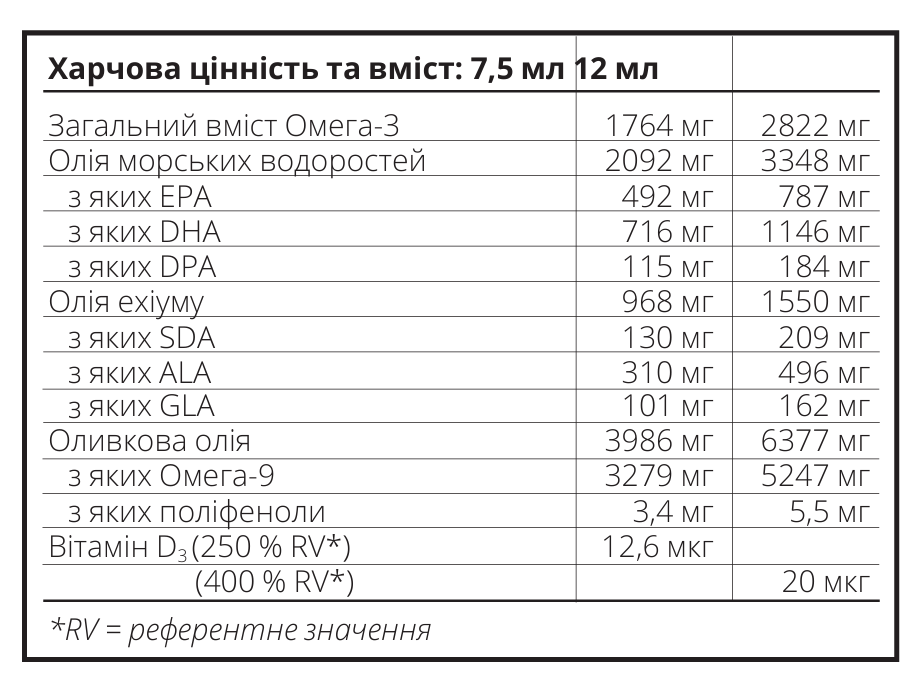 Харчова цінність та вміст: 7,5 мл 12 мл
Загальний вміст Омега-3 1764 мг 2822 мг
Олія морських водоростей 2092 мг 3348 мг
з яких EPA 492 мг 787 мг
з яких DHA 716 мг 1146 мг
з яких DPA 115 мг 184 мг
Олія ехіуму 968 мг 1550 мг
з яких SDA 130 мг 209 мг
з яких ALA 310 мг 496 мг
з яких GLA 101 мг 162 мг
Оливкова олія 3986 мг 6377 мг
з яких Омега-9 3279 мг 5247 мг
з яких поліфеноли 3,4 мг 5,5 мг
Вітамін D₃ (250 % RV*) 12,6 мкг
(400 % RV*) 20 мкг
*RV = референтне значення